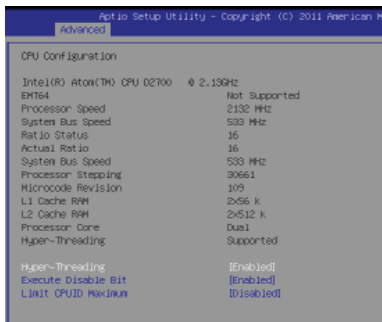 Aptio Setup Utility - Copyright (C) 2011 American
Advanced
CPU Configuration
Intel(R) Atom(TM) CPU D2700 @ 2.13GHz
EMT64 Not Supported
Processor Speed 2132 MHz
System Bus Speed 533 MHz
Ratio Status 16
Actual Ratio 16
System Bus Speed 533 MHz
Processor Stepping 30661
Microcode Revision 109
L1 Cache RAM 2x56 k
L2 Cache RAM 2x512 k
Processor Core Dual
Hyper-Threading Supported
Hyper-Threading [Enabled]
Execute Disable Bit [Enabled]
Limit CPUID Maximum [Disabled]